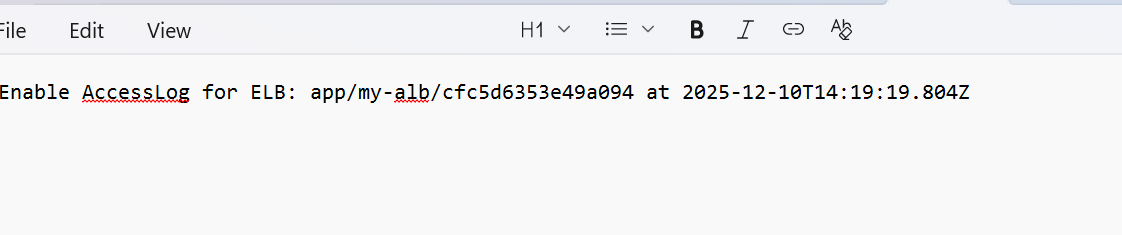 File Edit View H1 B I
Enable AccessLog for ELB: app/my-alb/cfc5d6353e49a094 at 2025-12-10T14:19:19.804Z